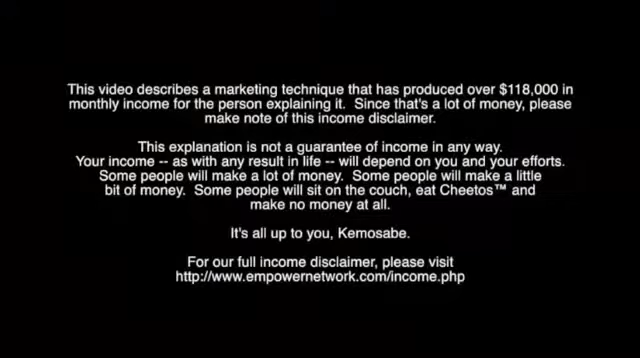 This video describes a marketing technique that has produced over $118,000 in
monthly income for the person explaining it.  Since that's a lot of money, please
make note of this income disclaimer.
This explanation is not a guarantee of income in any way.
Your income -- as with any result in life -- will depend on you and your efforts.
Some people will make a lot of money.  Some people will make a little
bit of money.  Some people will sit on the couch, eat Cheetos™ and
make no money at all.
It's all up to you, Kemosabe.
For our full income disclaimer, please visit
http://www.empowernetwork.com/income.php